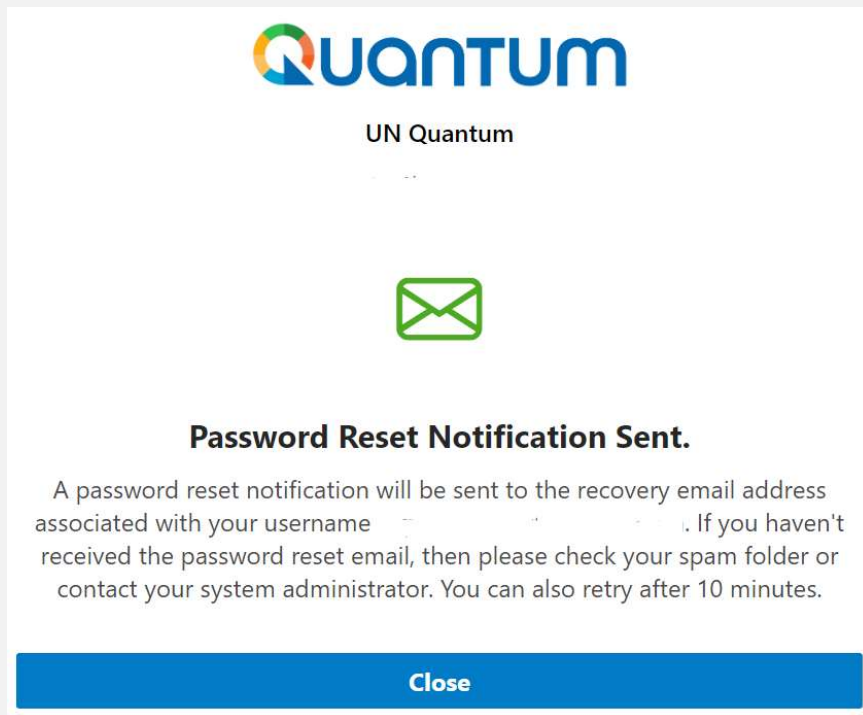 QUANTUM
UN Quantum
Password Reset Notification Sent.
A password reset notification will be sent to the recovery email address
associated with your username . If you haven't
received the password reset email, then please check your spam folder or
contact your system administrator. You can also retry after 10 minutes.
Close